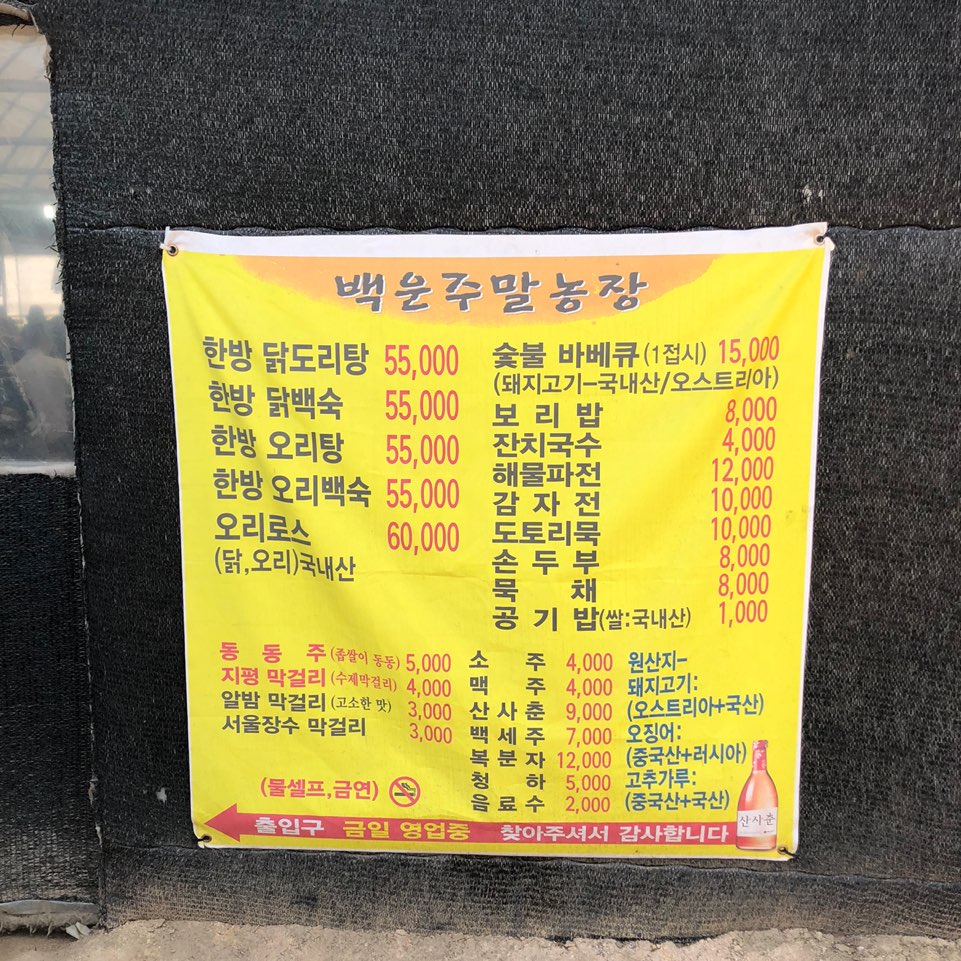 백운주말농장
한방 닭도리탕 55,000
한방 닭백숙 55,000
한방 오리탕 55,000
한방 오리백숙 55,000
오리로스 60,000
(닭,오리)국내산
숯불 바베큐(1접시) 15,000
(돼지고기-국내산/오스트리아)
보리밥 8,000
잔치국수 4,000
해물파전 12,000
감자전 10,000
도토리묵 10,000
손두부 8,000
묵채 8,000
공기밥(쌀:국내산) 1,000
동동주(좁쌀이 동동) 5,000
지평 막걸리(수제막걸리) 4,000
알밤 막걸리(고소한 맛) 3,000
서울장수 막걸리 3,000
소주 4,000
맥주 4,000
산사춘 9,000
백세주 7,000
복분자 12,000
청하 5,000
음료수 2,000
원산지-
돼지고기:
(오스트리아+국산)
오징어:
(중국산+러시아)
고추가루:
(중국산+국산)
(물셀프,금연)
산사춘
출입구 금일 영업중 찾아주셔서 감사합니다